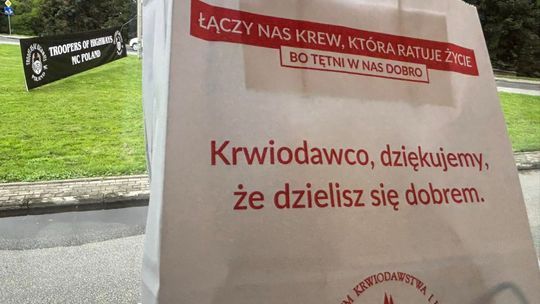 TROOPERS OF HIGHWAYS
MC POLAND
ŁĄCZY NAS KREW, KTÓRA RATUJE ŻYCIE
BO TĘTNI W NAS DOBRO
Krwiodawco, dziękujemy,
że dzielisz się dobrem.
KRWIODAWSTWA I